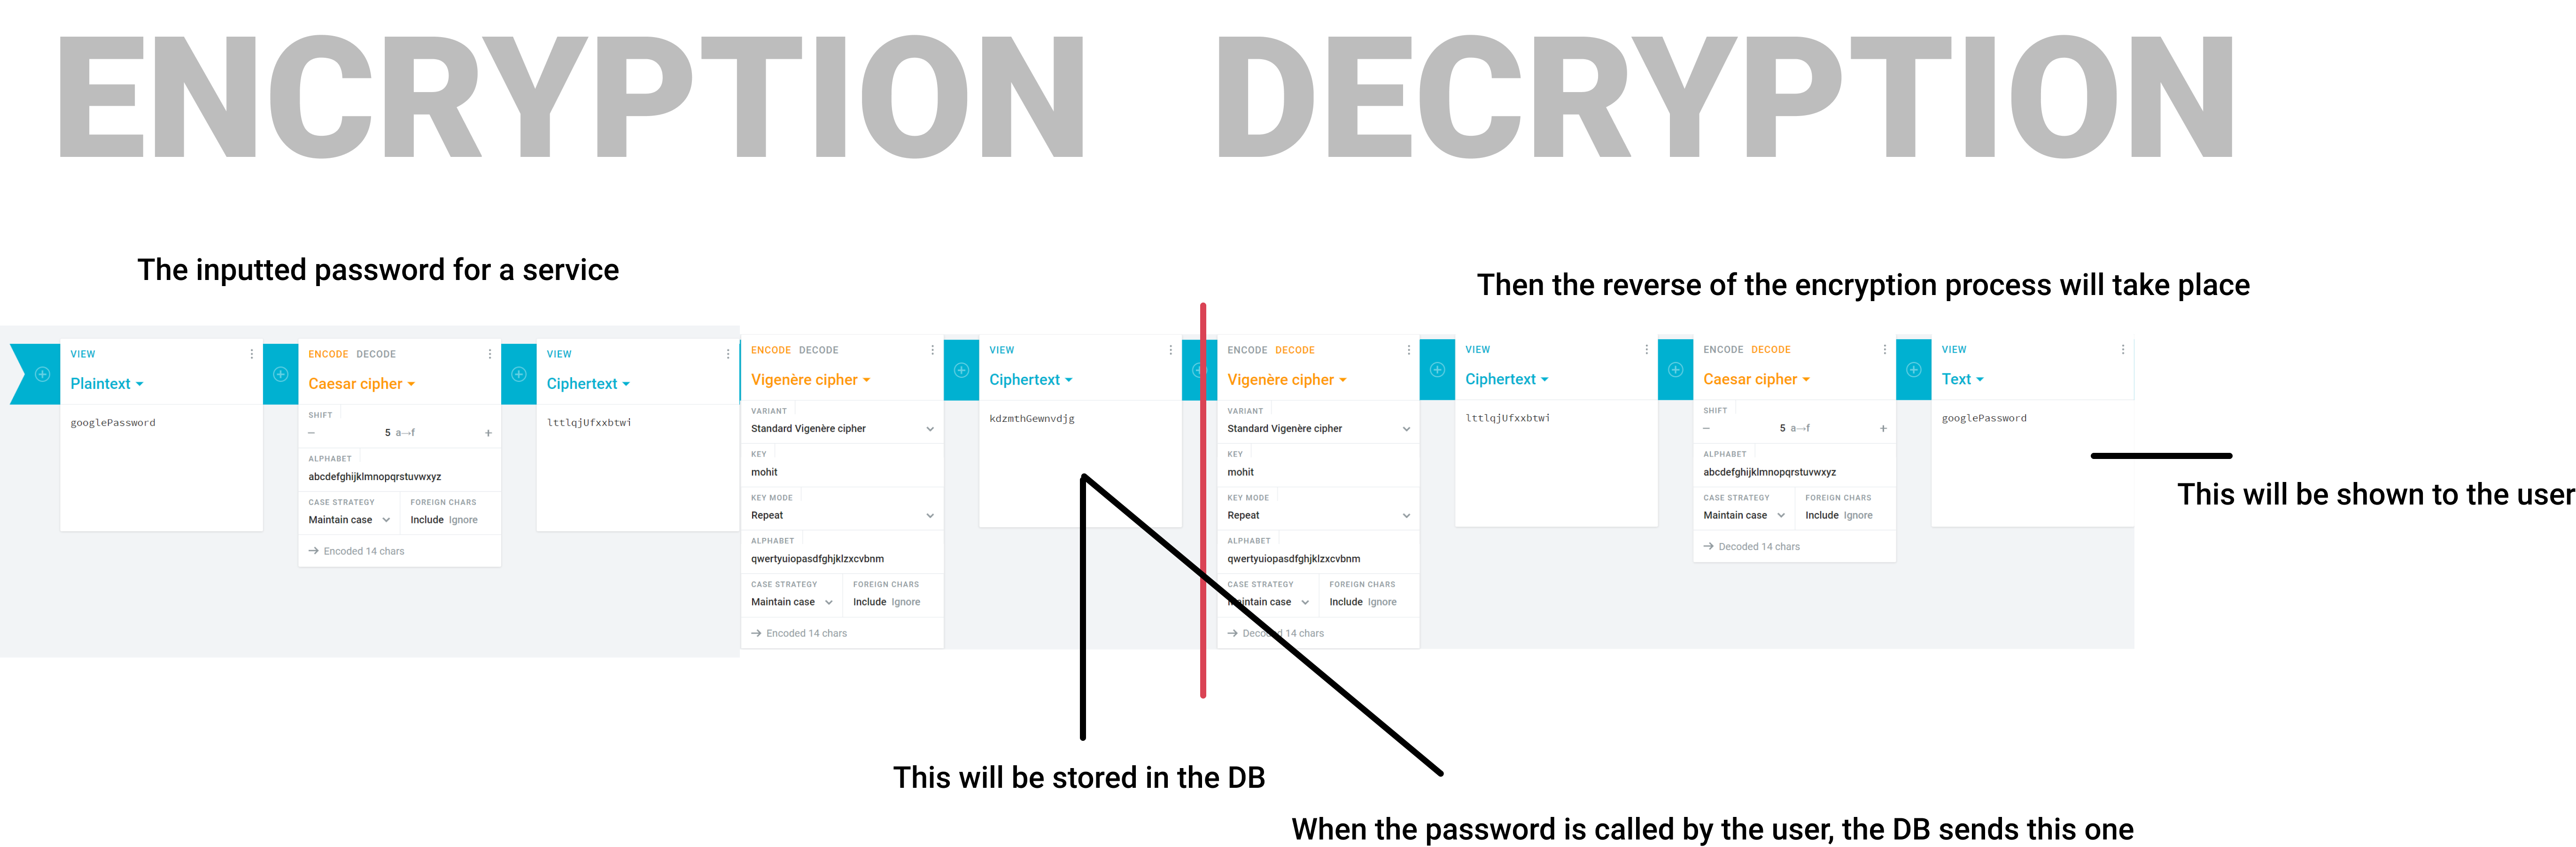 ENCRYPTION DECRYPTION
The inputted password for a service
Then the reverse of the encryption process will take place
VIEW
Plaintext
googlePassword
ENCODE DECODE
Caesar cipher
SHIFT
− 5 a→f +
ALPHABET
abcdefghijklmnopqrstuvwxyz
CASE STRATEGY FOREIGN CHARS
Maintain case Include Ignore
→ Encoded 14 chars
VIEW
Ciphertext
lttlqjUfxxbtwi
ENCODE DECODE
Vigenère cipher
VARIANT
Standard Vigenère cipher
KEY
mohit
KEY MODE
Repeat
ALPHABET
qwertyuiopasdfghjklzxcvbnm
CASE STRATEGY FOREIGN CHARS
Maintain case Include Ignore
→ Encoded 14 chars
VIEW
Ciphertext
kdzmthGewnvdjg
ENCODE DECODE
Vigenère cipher
VARIANT
Standard Vigenère cipher
KEY
mohit
KEY MODE
Repeat
ALPHABET
qwertyuiopasdfghjklzxcvbnm
CASE STRATEGY FOREIGN CHARS
Maintain case Include Ignore
→ Decoded 14 chars
VIEW
Ciphertext
lttlqjUfxxbtwi
ENCODE DECODE
Caesar cipher
SHIFT
− 5 a→f +
ALPHABET
abcdefghijklmnopqrstuvwxyz
CASE STRATEGY FOREIGN CHARS
Maintain case Include Ignore
→ Decoded 14 chars
VIEW
Text
googlePassword
This will be shown to the user
This will be stored in the DB
When the password is called by the user, the DB sends this one